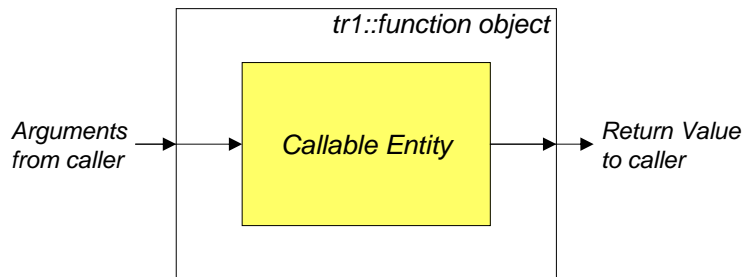 tr1::function object
Arguments
from caller
Callable Entity
Return Value
to caller